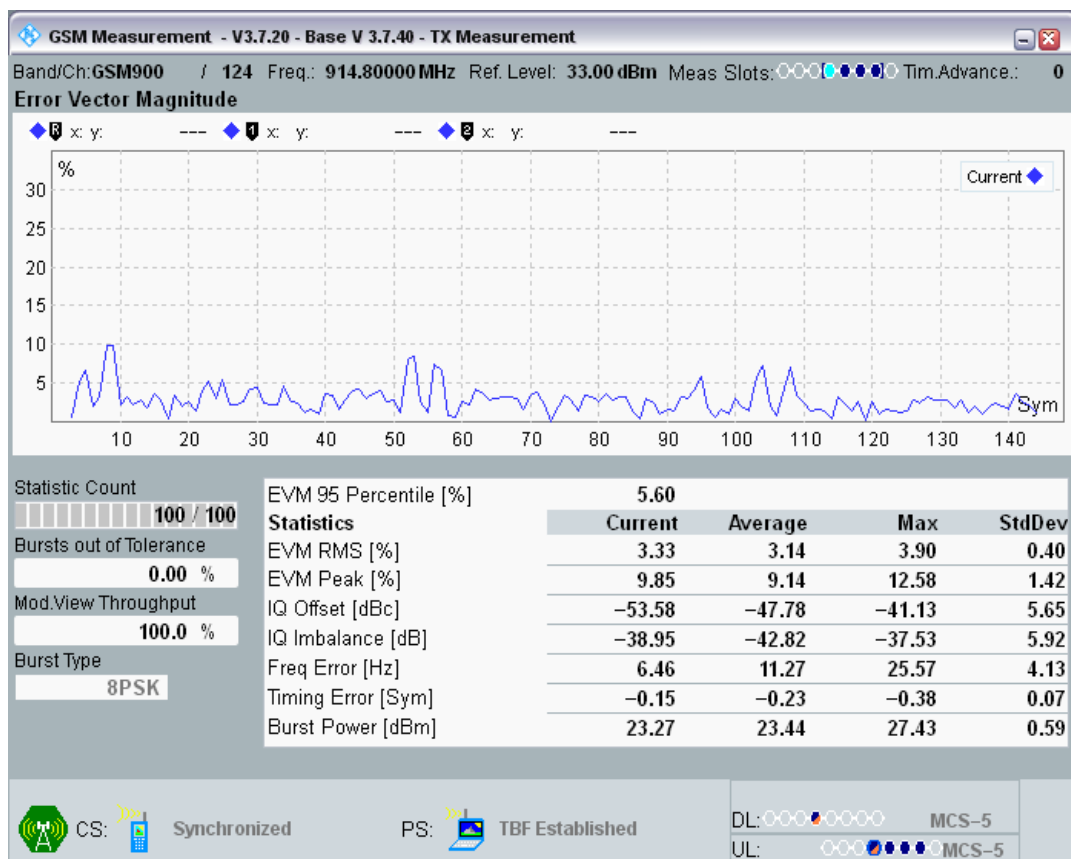 GSM Measurement - V3.7.20 - Base V 3.7.40 - TX Measurement
Band/Ch:GSM900 / 124 Freq.: 914.80000 MHz Ref. Level: 33.00 dBm Meas Slots: Tim.Advance.: 0
Error Vector Magnitude
R x: y: --- 1 x: y: --- 2 x: y: ---
%
Current
30
25
20
15
10
5
Sym
10 20 30 40 50 60 70 80 90 100 110 120 130 140
Statistic Count
100 / 100
Bursts out of Tolerance
0.00 %
Mod.View Throughput
100.0 %
Burst Type
8PSK
EVM 95 Percentile [%] 5.60
Statistics Current Average Max StdDev
EVM RMS [%] 3.33 3.14 3.90 0.40
EVM Peak [%] 9.85 9.14 12.58 1.42
IQ Offset [dBc] −53.58 −47.78 −41.13 5.65
IQ Imbalance [dB] −38.95 −42.82 −37.53 5.92
Freq Error [Hz] 6.46 11.27 25.57 4.13
Timing Error [Sym] −0.15 −0.23 −0.38 0.07
Burst Power [dBm] 23.27 23.44 27.43 0.59
CS: Synchronized PS: TBF Established
DL: MCS−5
UL: MCS−5